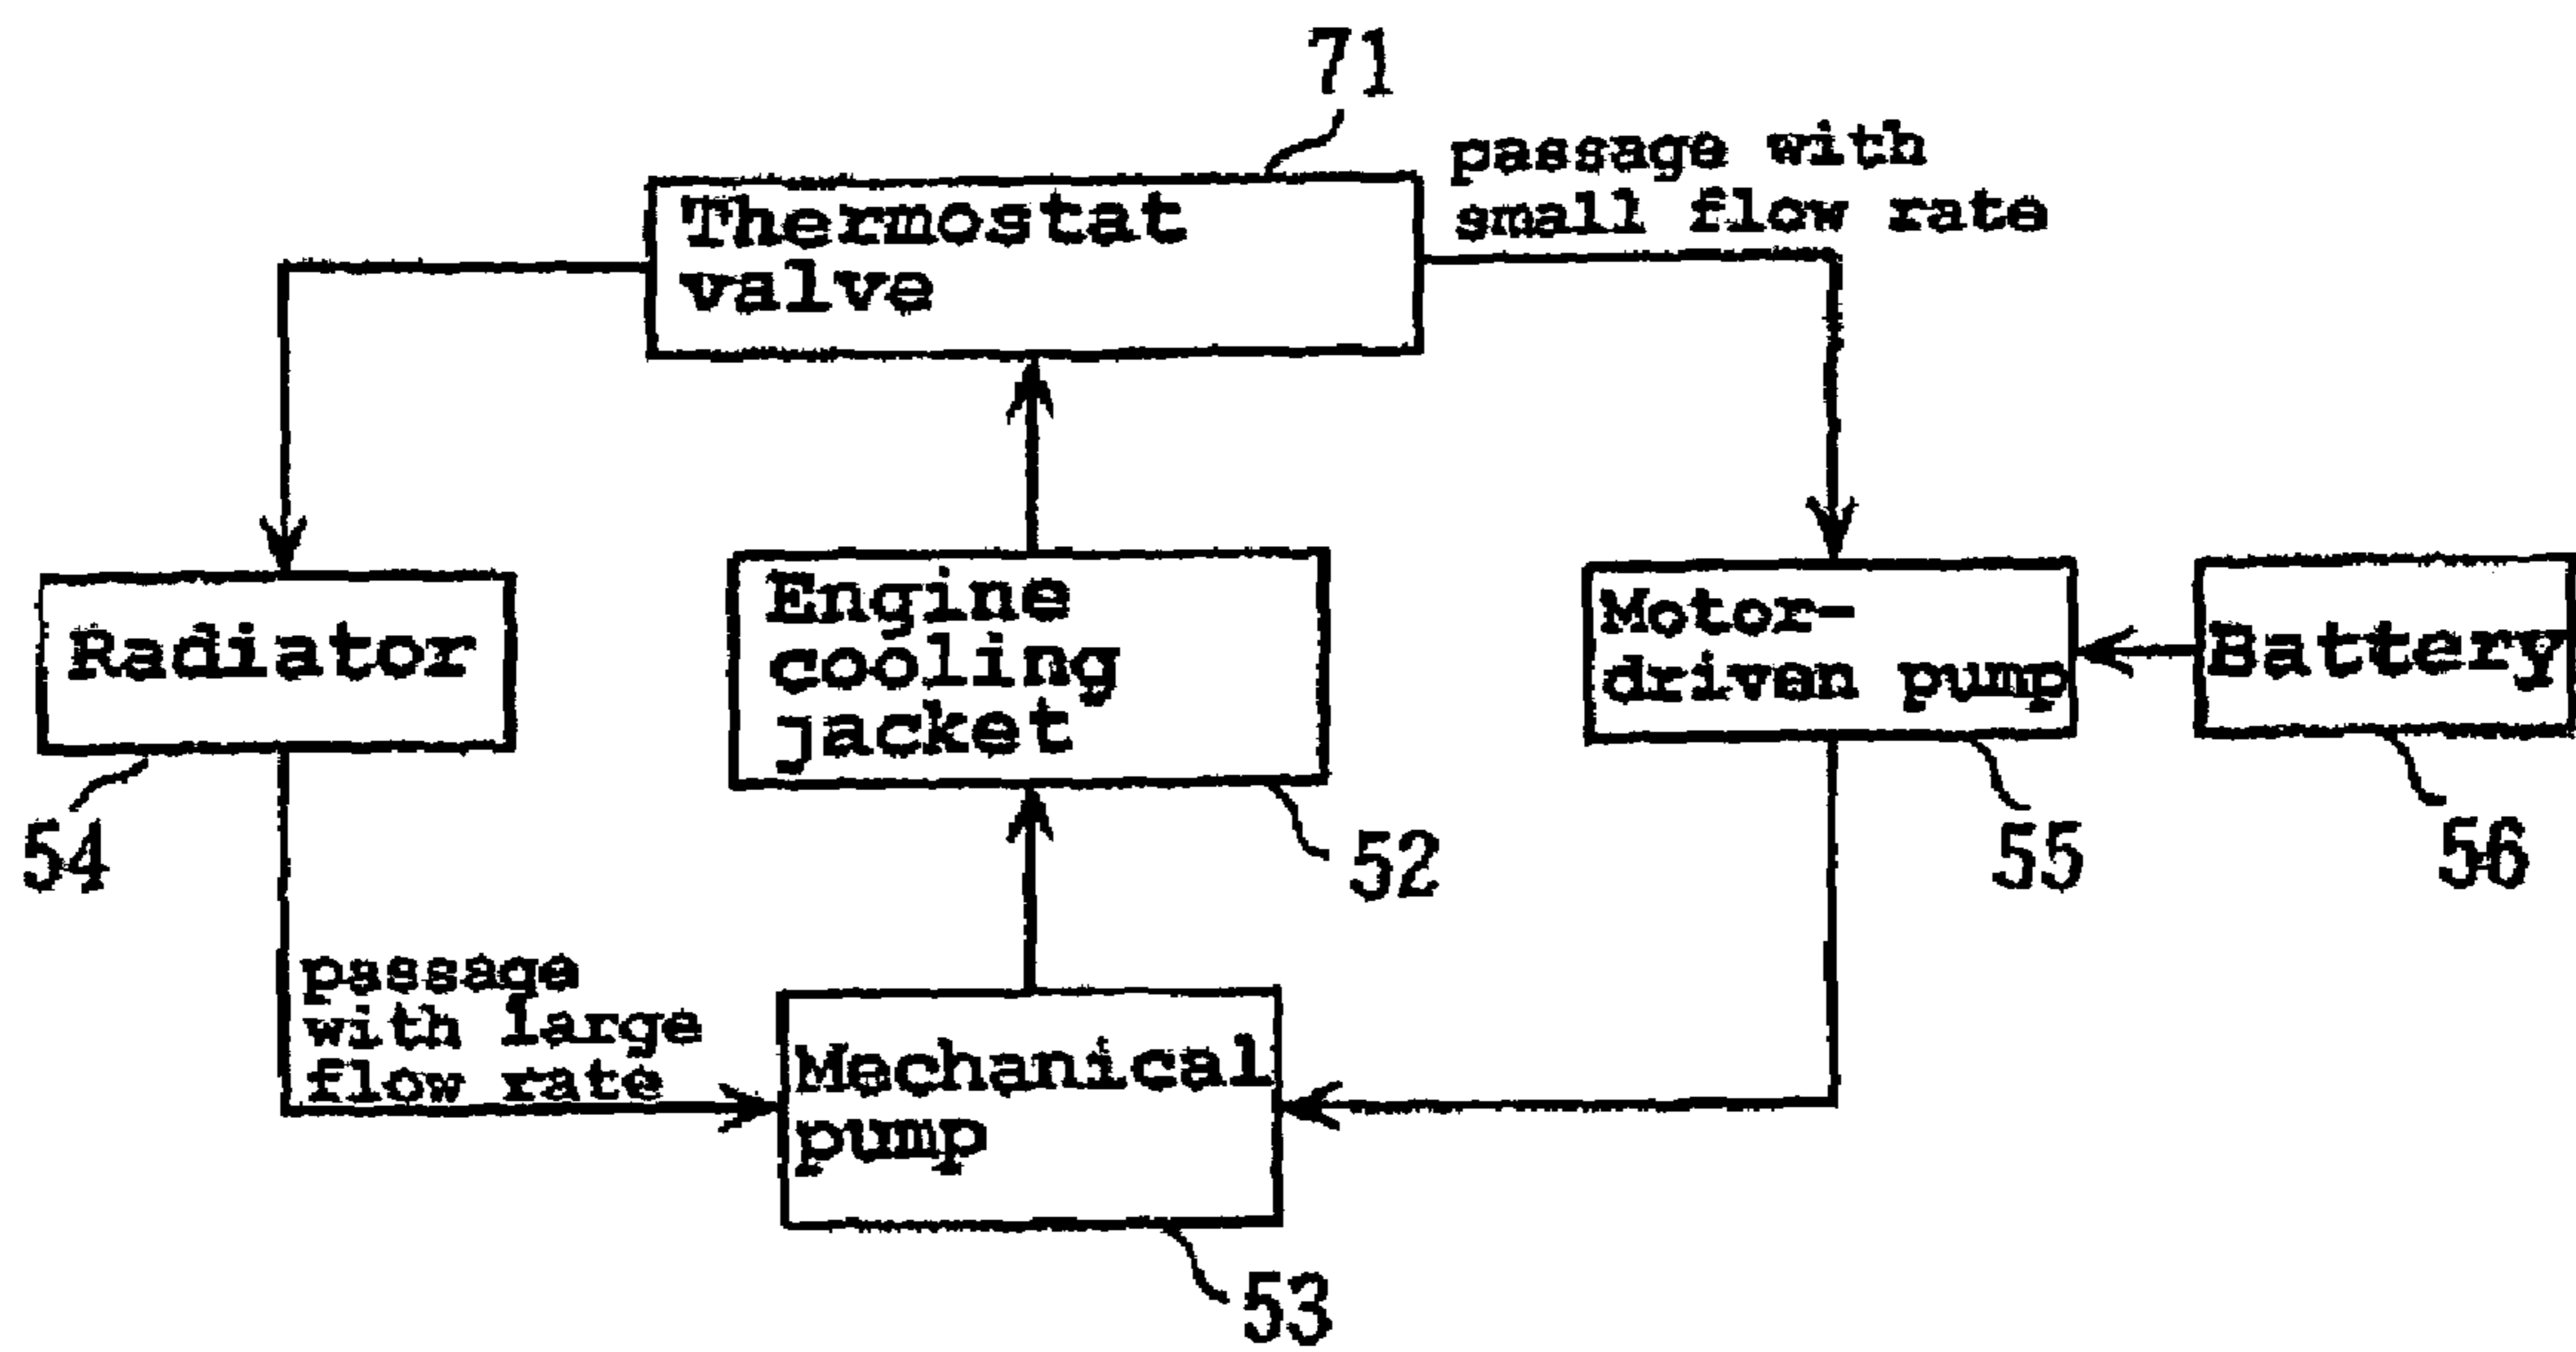 71
passage with
small flow rate
Thermostat
valve
Radiator
54
Engine
cooling
jacket
52
Motor-
driven pump
55
Battery
56
passage
with large
flow rate
Mechanical
pump
53